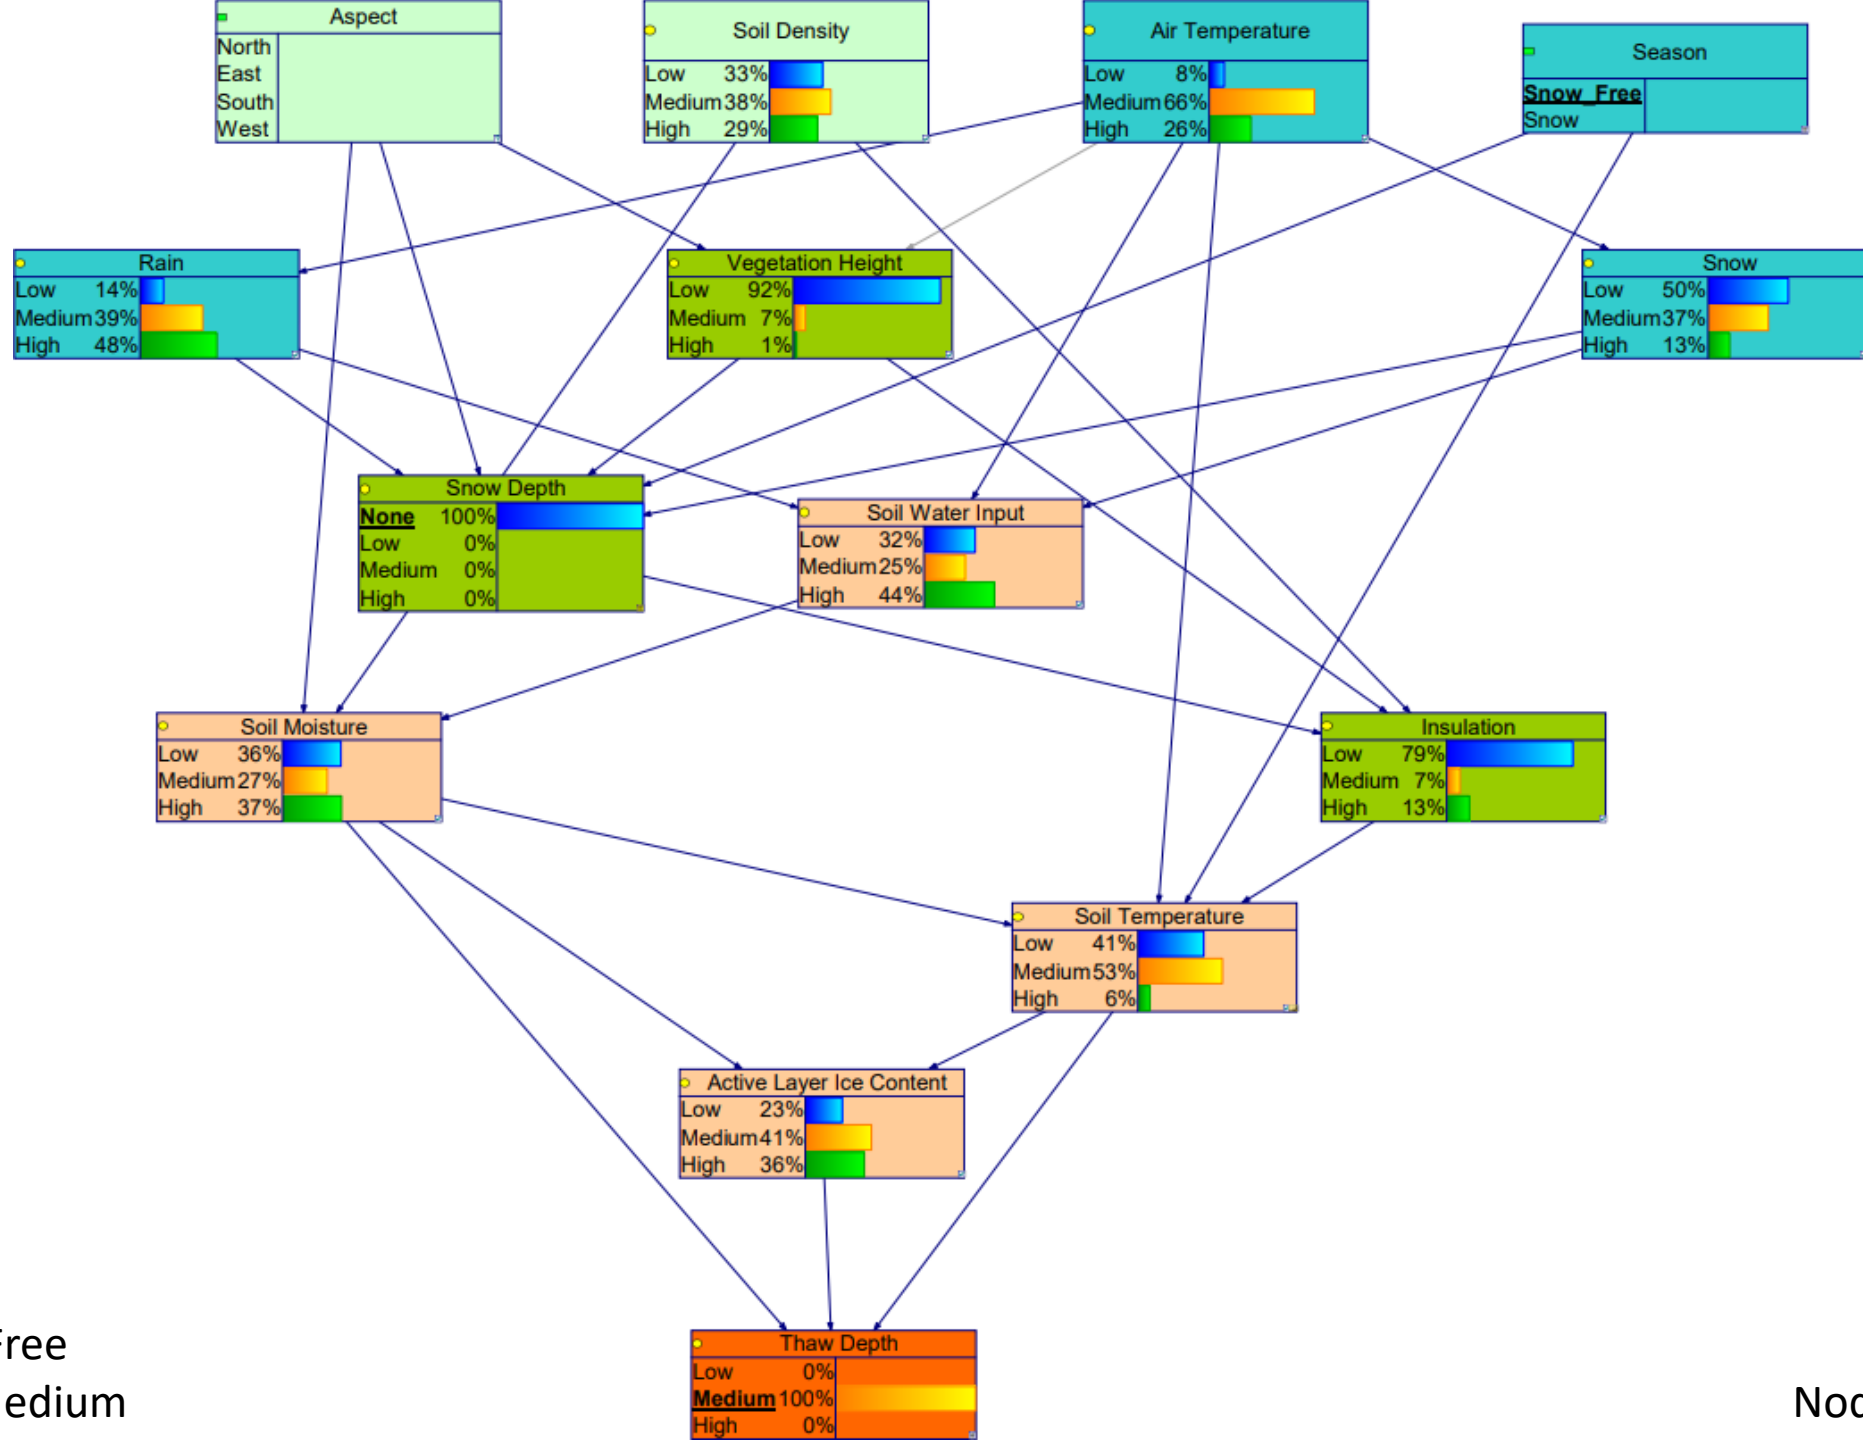 Aspect
North
East
South
West
Soil Density
Low 33%
Medium 38%
High 29%
Air Temperature
Low 8%
Medium 66%
High 26%
Season
Snow_Free
Snow
Rain
Low 14%
Medium 39%
High 48%
Vegetation Height
Low 92%
Medium 7%
High 1%
Snow
Low 50%
Medium 37%
High 13%
Snow Depth
None 100%
Low 0%
Medium 0%
High 0%
Soil Water Input
Low 32%
Medium 25%
High 44%
Soil Moisture
Low 36%
Medium 27%
High 37%
Insulation
Low 79%
Medium 7%
High 13%
Soil Temperature
Low 41%
Medium 53%
High 6%
Active Layer Ice Content
Low 23%
Medium 41%
High 36%
Thaw Depth
Low 0%
Medium 100%
High 0%
ree
edium